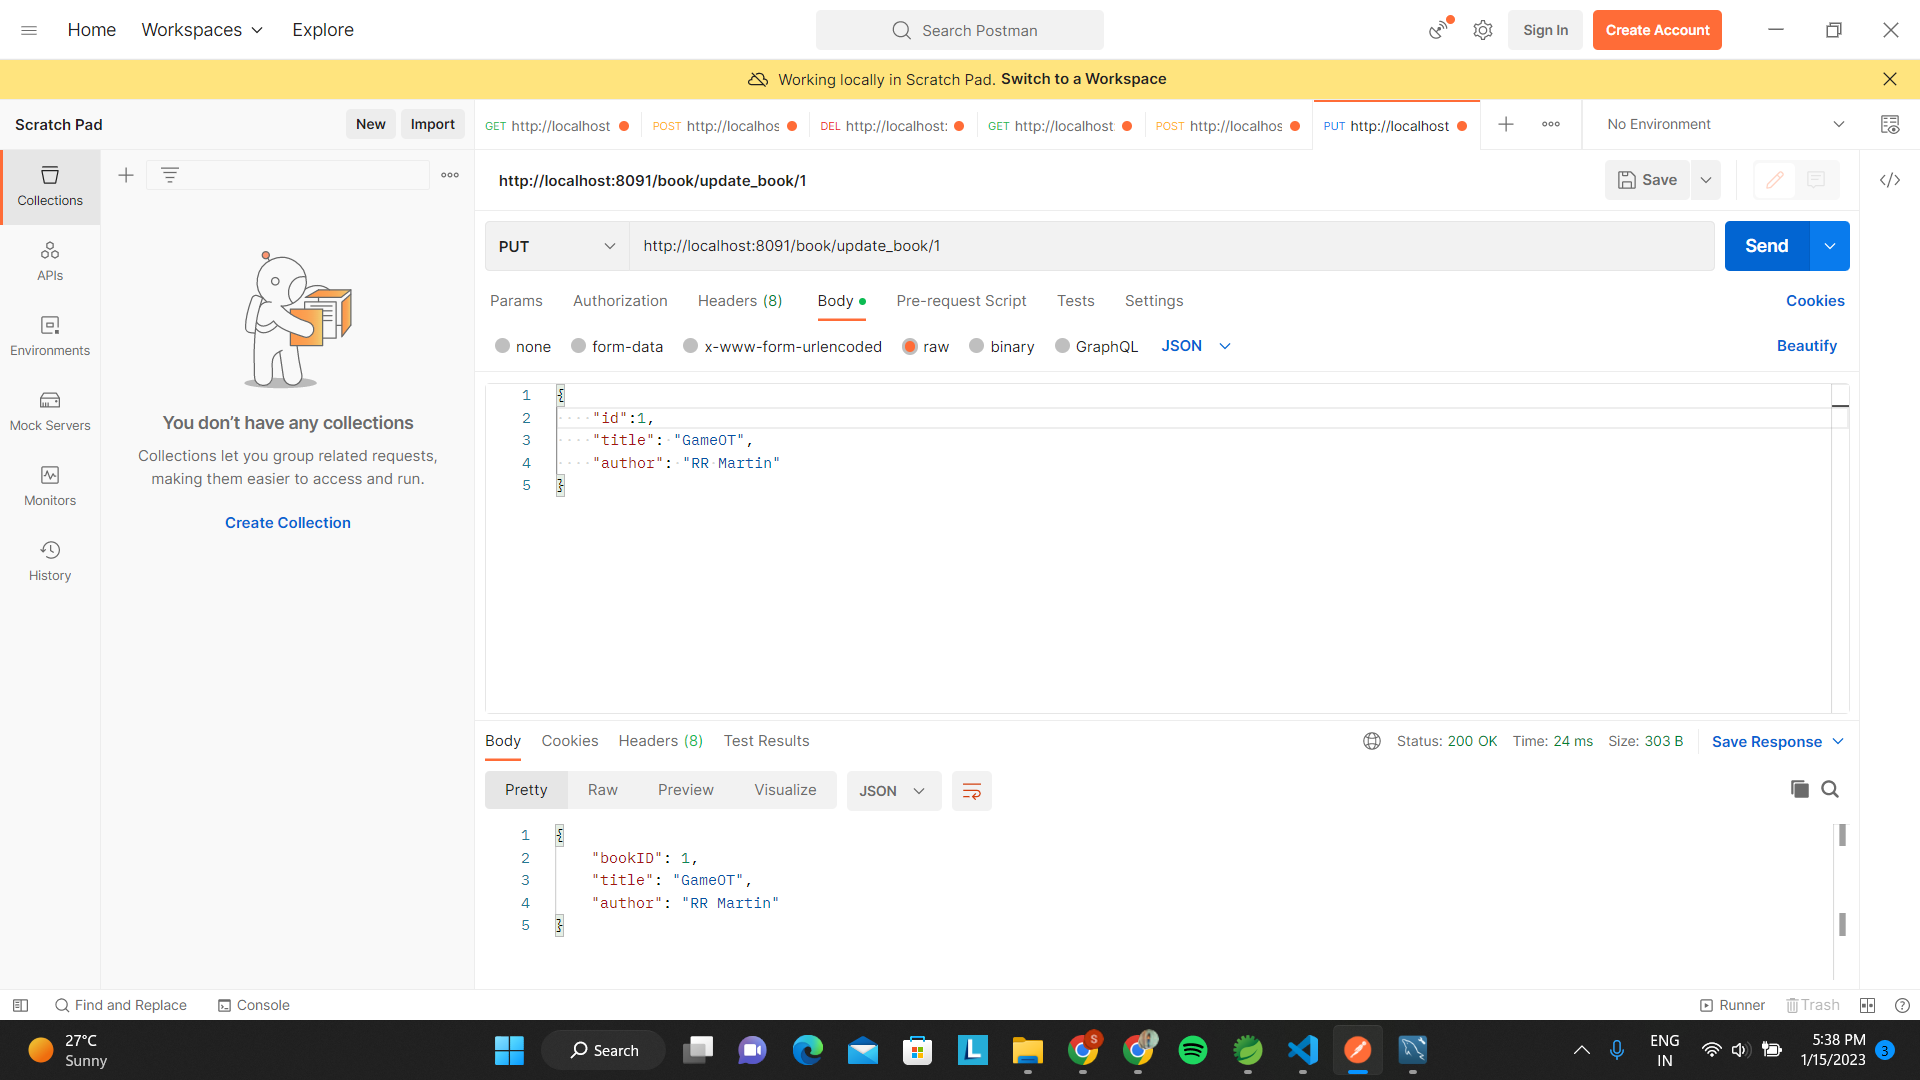 Home Workspaces Explore
Search Postman
Sign In Create Account
Working locally in Scratch Pad. Switch to a Workspace
Scratch Pad New Import
GET http://localhost POST http://localhos DEL http://localhost: GET http://localhost: POST http://localhos PUT http://localhost
No Environment
http://localhost:8091/book/update_book/1
Save
PUT http://localhost:8091/book/update_book/1
Send
Params Authorization Headers (8) Body Pre-request Script Tests Settings
Cookies
none form-data x-www-form-urlencoded raw binary GraphQL JSON
Beautify
1 {
2 "id":1,
3 "title": "GameOT",
4 "author": "RR Martin"
5 }
Collections
APIs
Environments
Mock Servers
Monitors
History
You don’t have any collections
Collections let you group related requests,
making them easier to access and run.
Create Collection
Body Cookies Headers (8) Test Results
Status: 200 OK Time: 24 ms Size: 303 B Save Response
Pretty Raw Preview Visualize JSON
1 {
2 "bookID": 1,
3 "title": "GameOT",
4 "author": "RR Martin"
5 }
Find and Replace Console
Runner Trash
27°C
Sunny
Search
L
S
ENG
IN
5:38 PM
1/15/2023
3